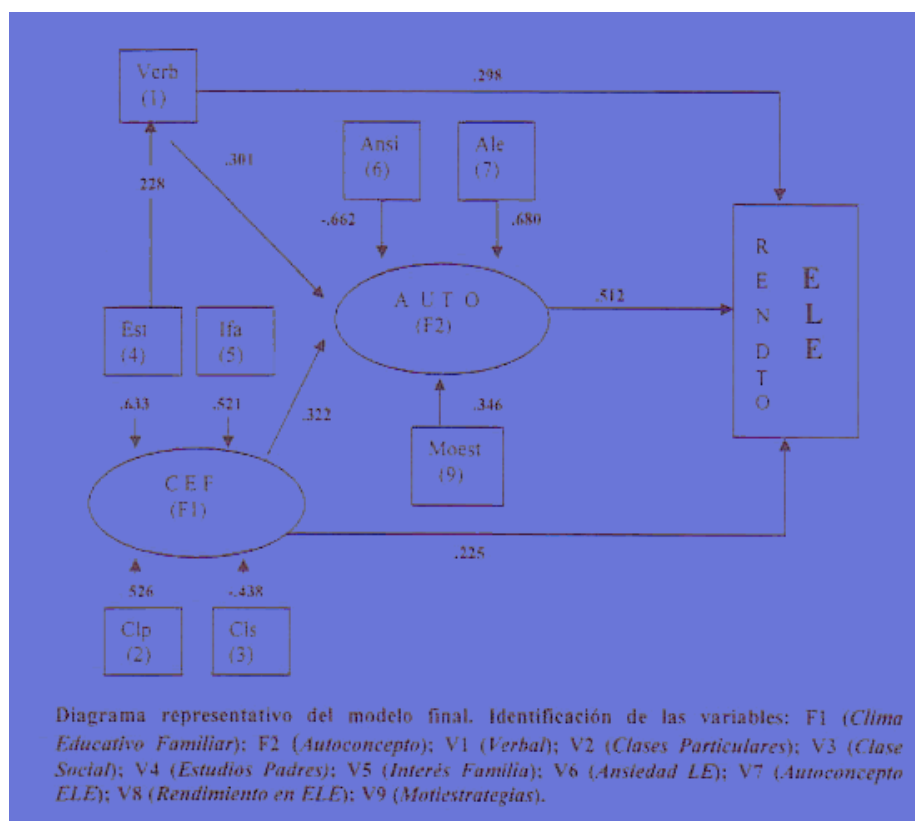 Verb
(1)
.298
.301
Ansi
(6)
Ale
(7)
228
-.662
.680
R
E
N
D
T
O
E
L
E
A U T O
(F2)
.512
Est
(4)
Ifa
(5)
.633
.521
.322
.346
Moest
(9)
C E F
(F1)
.225
526
-.438
Clp
(2)
Cls
(3)
Diagrama representativo del modelo final. Identificación de las variables: F1 (Clima
Educativo Familiar); F2 (Autoconcepto); V1 (Verbal); V2 (Clases Particulares); V3 (Clase
Social); V4 (Estudios Padres); V5 (Interés Familia); V6 (Ansiedad LE); V7 (Autoconcepto
ELE); V8 (Rendimiento en ELE); V9 (Motiestrategias).